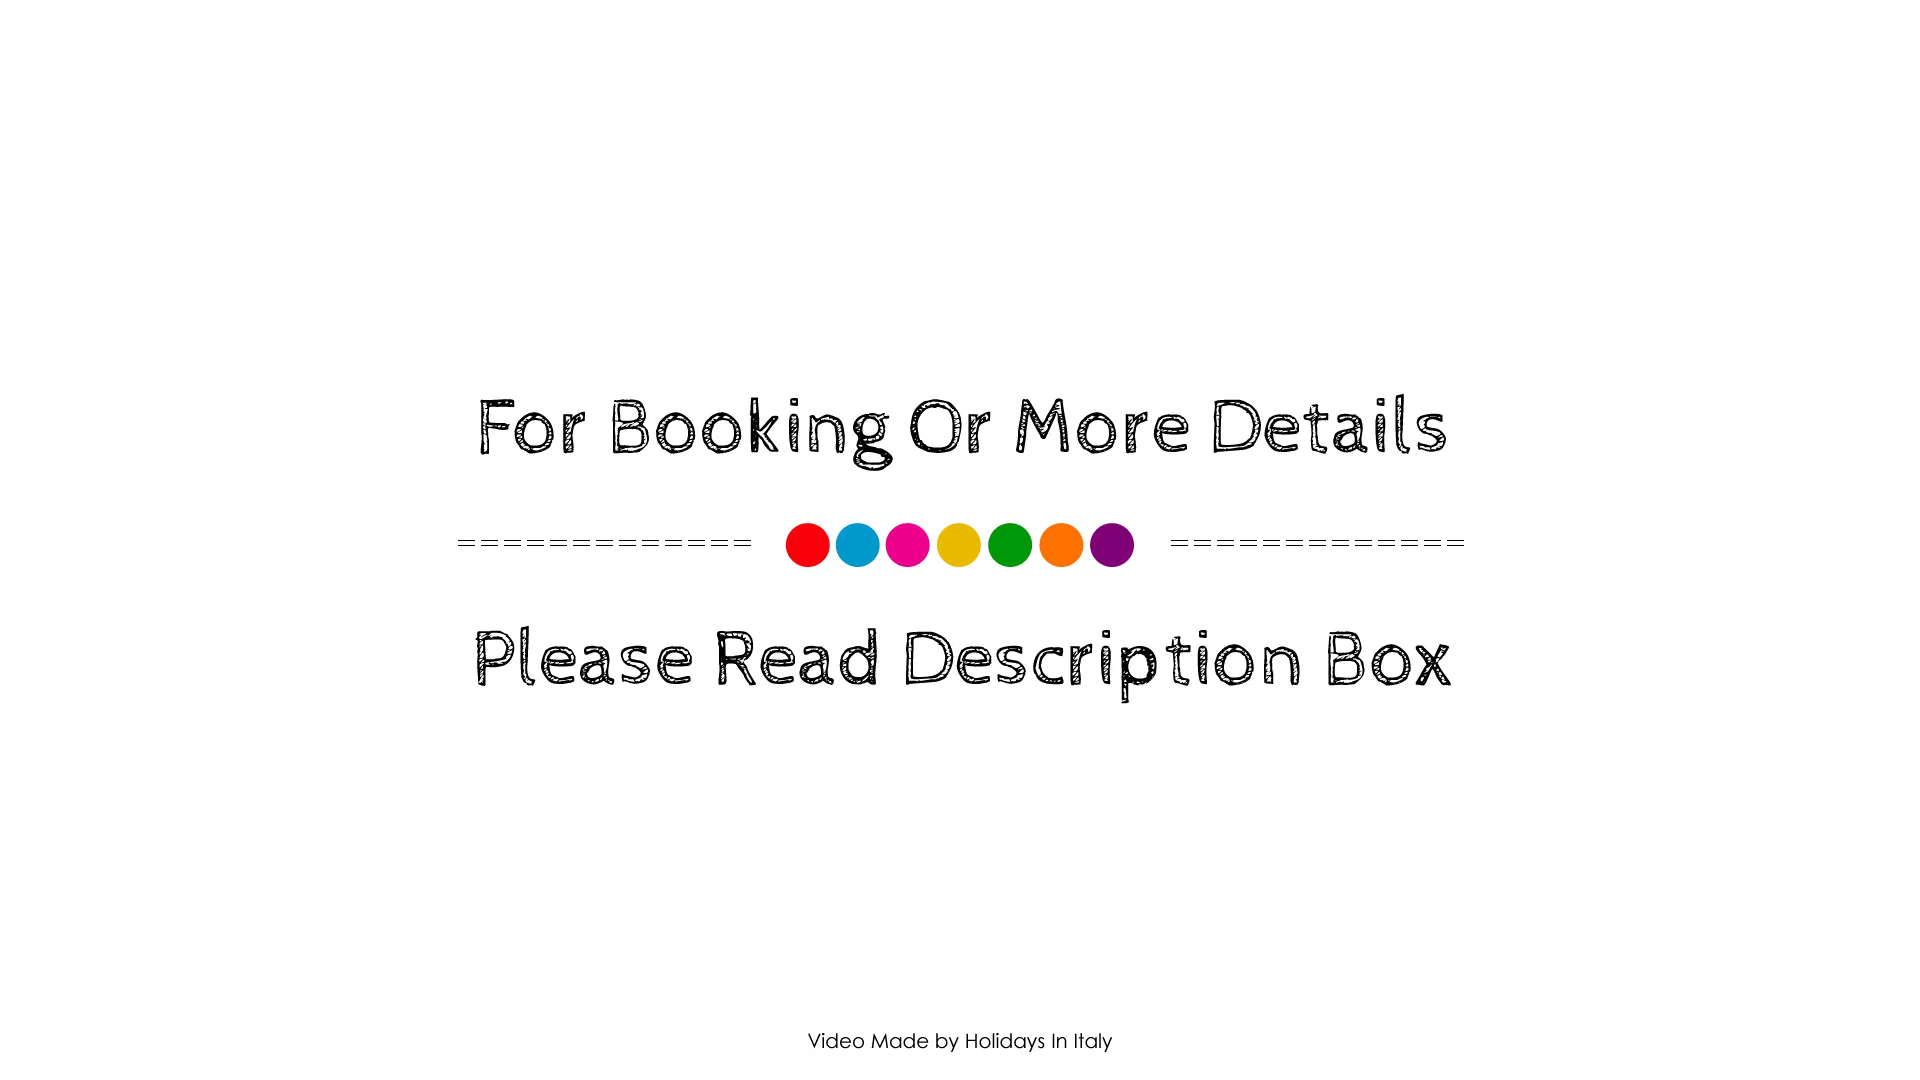 For Booking Or More Details
============= =============
Please Read Description Box
Video Made by Holidays In Italy